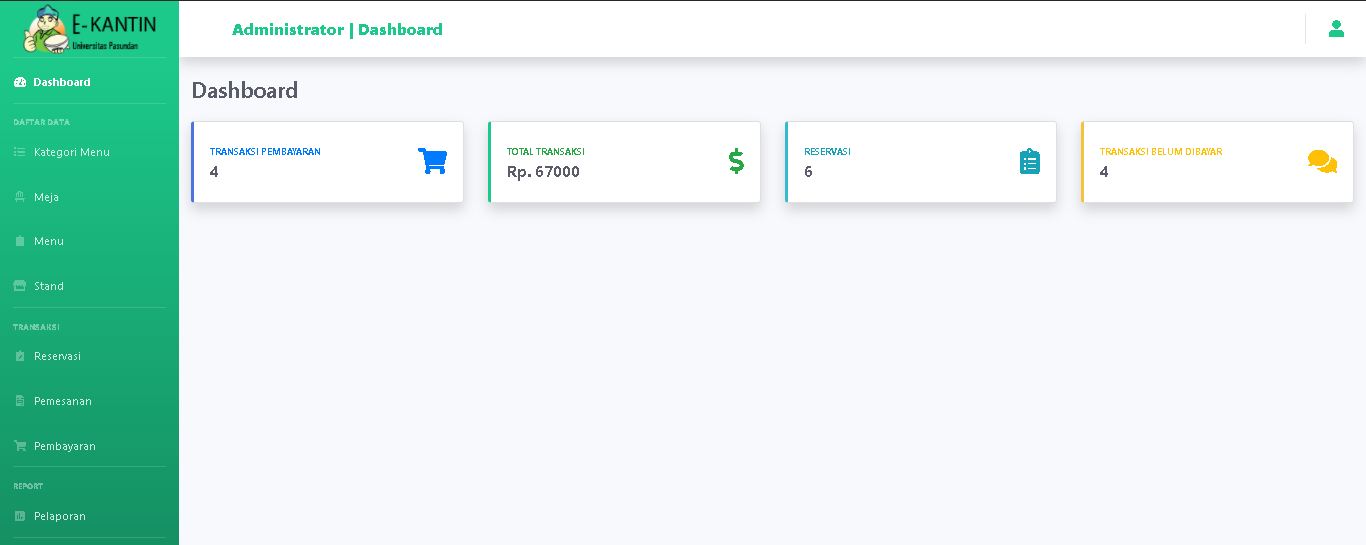 E-KANTIN
Universitas Pasundan
Dashboard
DAFTAR DATA
Kategori Menu
Meja
Menu
Stand
TRANSAKSI
Reservasi
Pemesanan
Pembayaran
REPORT
Pelaporan
Administrator | Dashboard
Dashboard
TRANSAKSI PEMBAYARAN
4
TOTAL TRANSAKSI
Rp. 67000
RESERVASI
6
TRANSAKSI BELUM DIBAYAR
4